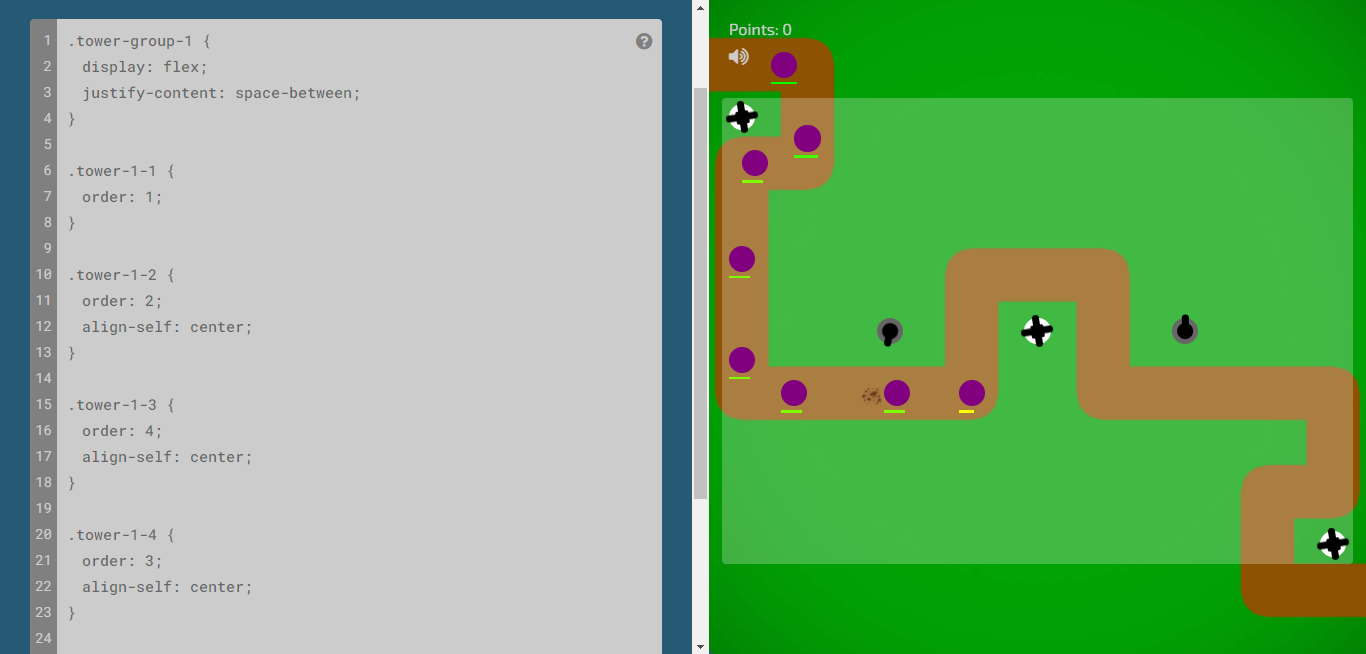 1 .tower-group-1 {
2 display: flex;
3 justify-content: space-between;
4 }
5
6 .tower-1-1 {
7 order: 1;
8 }
9
10 .tower-1-2 {
11 order: 2;
12 align-self: center;
13 }
14
15 .tower-1-3 {
16 order: 4;
17 align-self: center;
18 }
19
20 .tower-1-4 {
21 order: 3;
22 align-self: center;
23 }
24
?
Points: 0